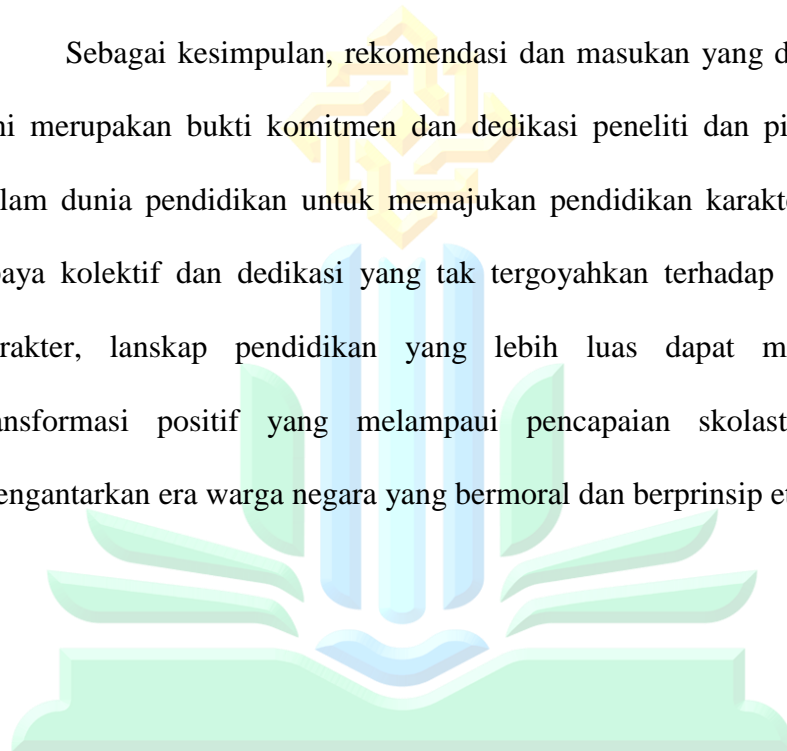 Sebagai kesimpulan, rekomendasi dan masukan yang d
ni merupakan bukti komitmen dan dedikasi peneliti dan pi
lam dunia pendidikan untuk memajukan pendidikan karakt
paya kolektif dan dedikasi yang tak tergoyahkan terhadap
rakter, lanskap pendidikan yang lebih luas dapat m
ansformasi positif yang melampaui pencapaian skolast
engantarkan era warga negara yang bermoral dan berprinsip et